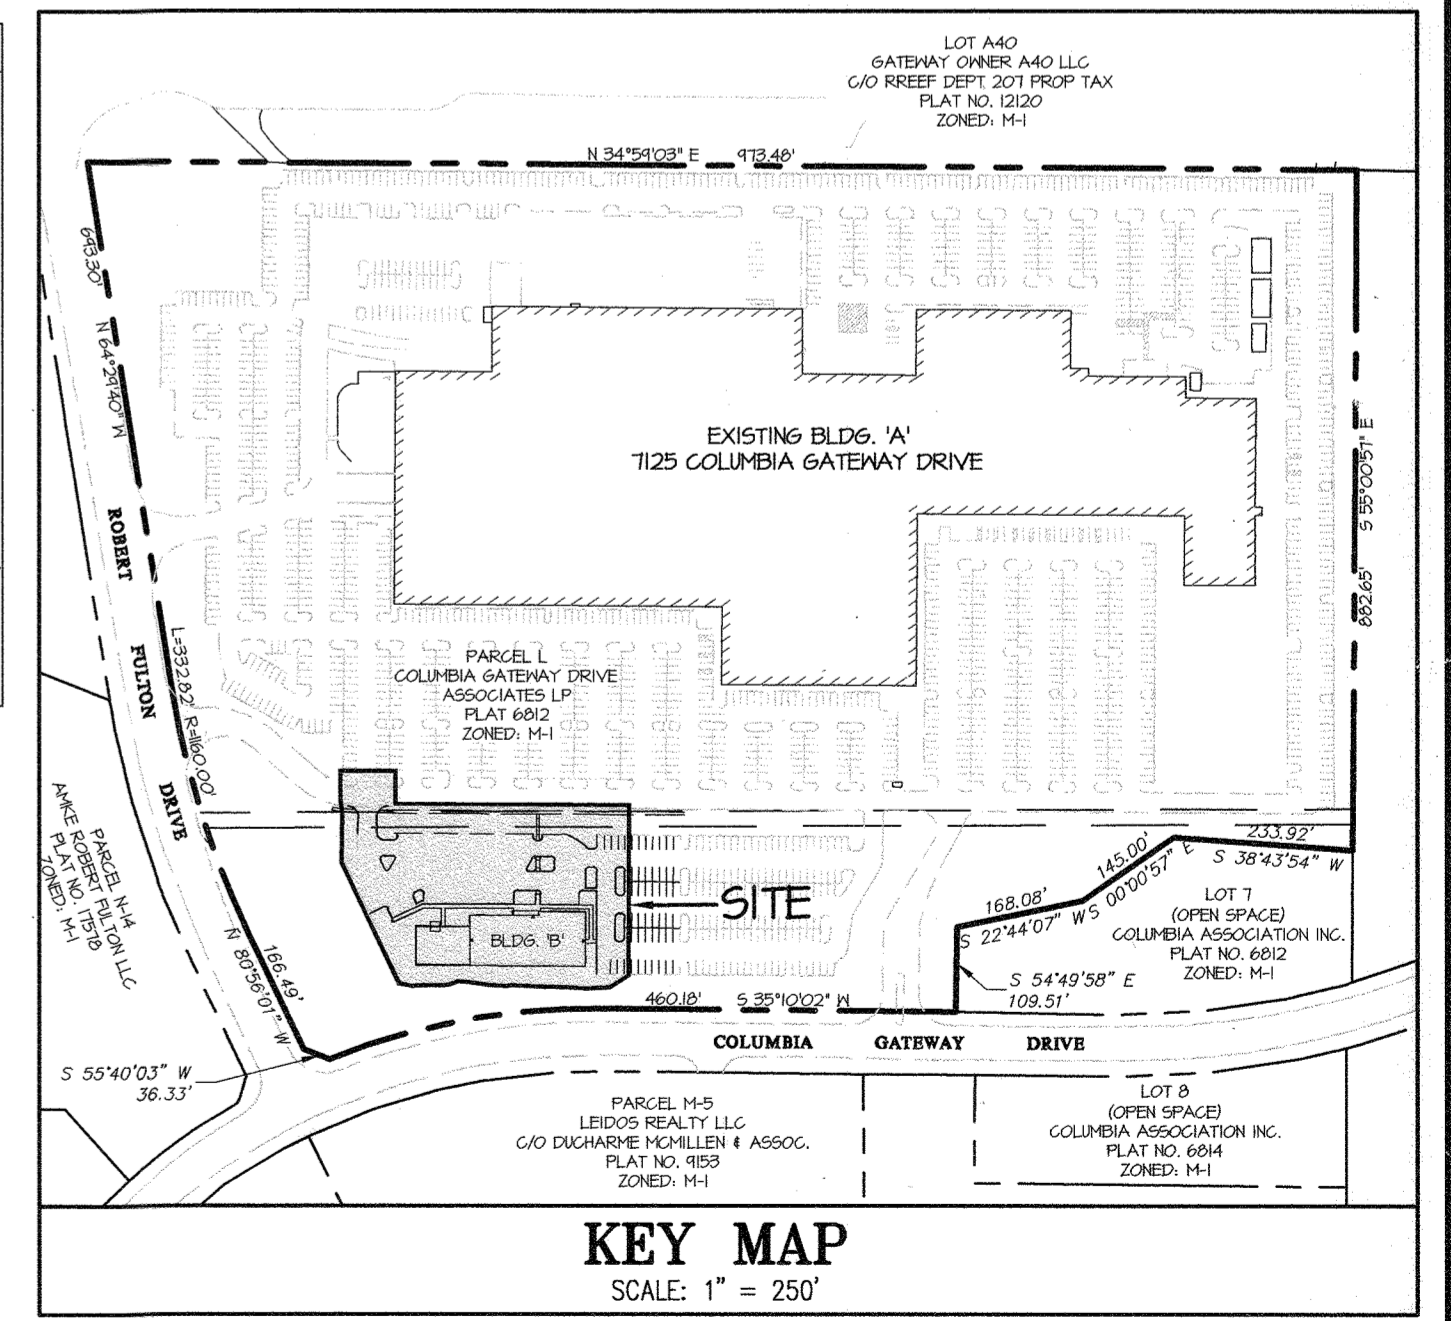 LOT A40
GATEWAY OWNER A40 LLC
C/O RREEF DEPT. 207 PROP TAX
PLAT NO. 12120
ZONED: M-1
N 34°59'03" E 973.48'
693.30'
N 64°29'40" W
EXISTING BLDG. 'A'
7125 COLUMBIA GATEWAY DRIVE
S 55°00'57" E
882.65'
ROBERT FULTON DRIVE
L=332.82' R=1160.00'
PARCEL L
COLUMBIA GATEWAY DRIVE
ASSOCIATES LP
PLAT 6812
ZONED: M-1
PARCEL N-14
AMKE ROBERT FULTON LLC
PLAT NO. 17578
ZONED: M-1
233.92'
S 38°43'54" W
145.00'
S 00°00'57" E
168.08'
S 22°44'07" W
LOT 7
(OPEN SPACE)
COLUMBIA ASSOCIATION INC.
PLAT NO. 6812
ZONED: M-1
SITE
BLDG. 'B'
166.49'
N 80°56'01" W
S 54°49'58" E
109.51'
460.18' S 35°10'02" W
COLUMBIA GATEWAY DRIVE
S 55°40'03" W
36.33'
PARCEL M-5
LEIDOS REALTY LLC
C/O DUCHARME MCMILLEN & ASSOC.
PLAT NO. 9153
ZONED: M-1
LOT 8
(OPEN SPACE)
COLUMBIA ASSOCIATION INC.
PLAT NO. 6814
ZONED: M-1
KEY MAP
SCALE: 1" = 250'